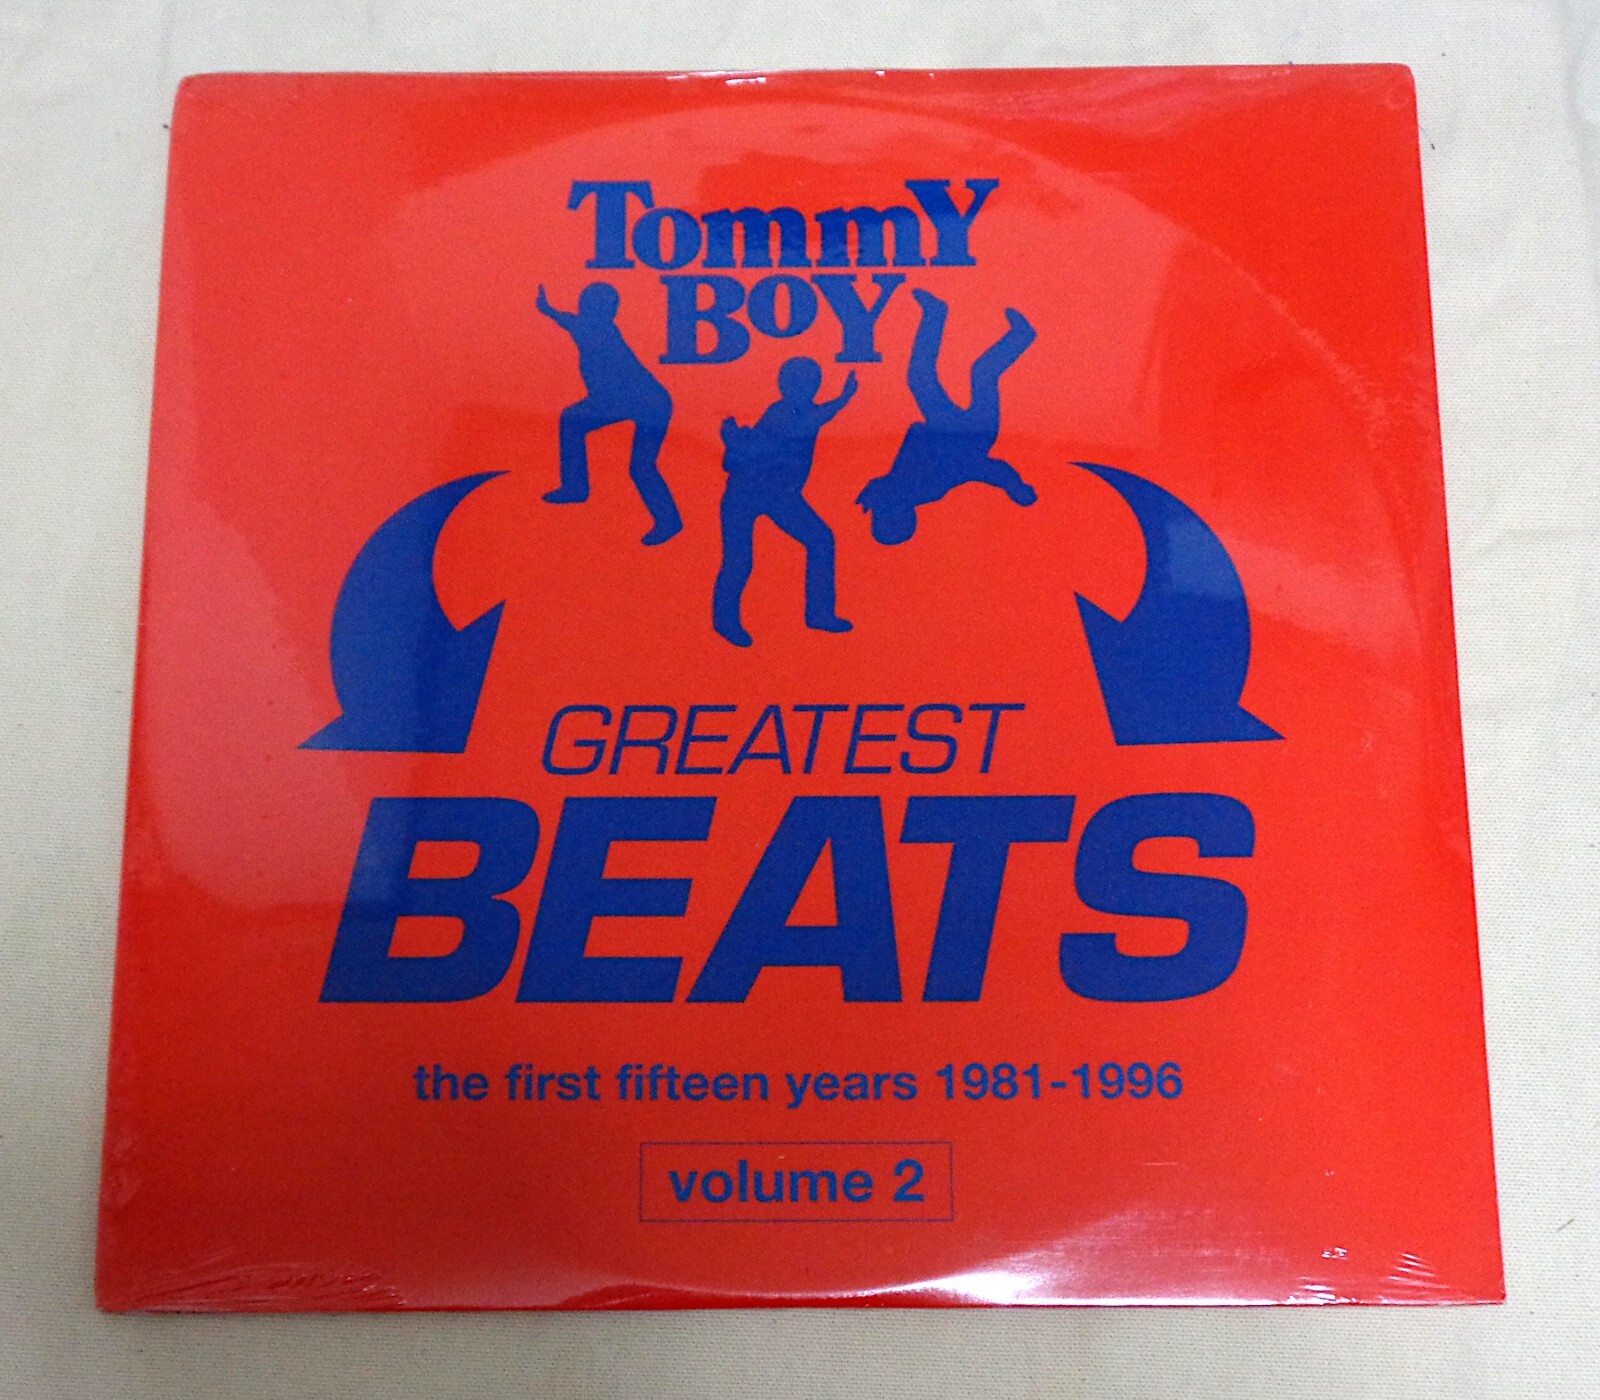 TommY
BoY
GREATEST
BEATS
the first fifteen years 1981-1996
volume 2